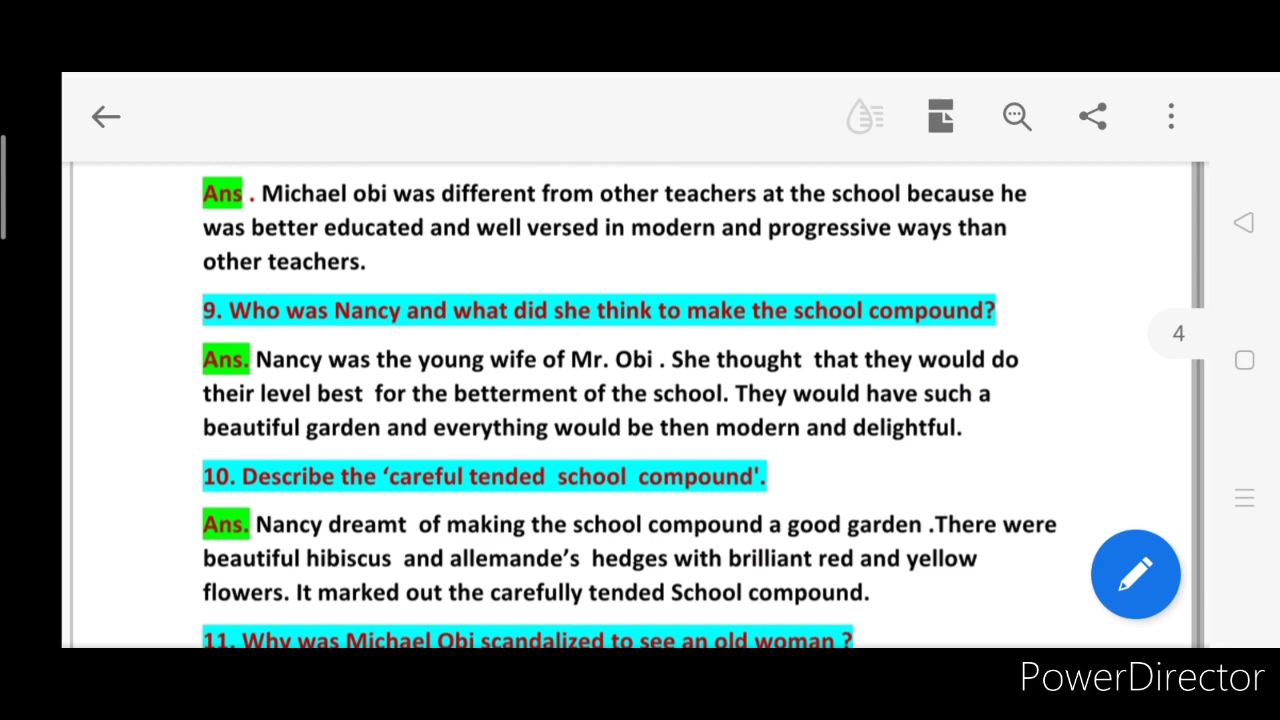 Ans . Michael obi was different from other teachers at the school because he
was better educated and well versed in modern and progressive ways than
other teachers.
9. Who was Nancy and what did she think to make the school compound?
4
Ans. Nancy was the young wife of Mr. Obi . She thought  that they would do
their level best  for the betterment of the school. They would have such a
beautiful garden and everything would be then modern and delightful.
10. Describe the ‘careful tended  school  compound'.
Ans. Nancy dreamt  of making the school compound a good garden .There were
beautiful hibiscus  and allemande’s  hedges with brilliant red and yellow
flowers. It marked out the carefully tended School compound.
11. Why was Michael Obi scandalized to see an old woman ?
PowerDirector